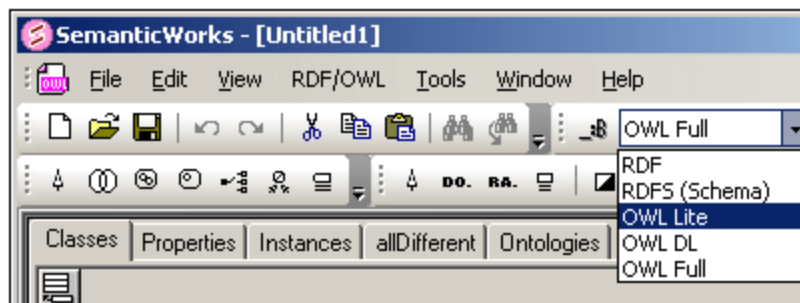 SemanticWorks - [Untitled1]
owl File Edit View RDF/OWL Tools Window Help
_:B OWL Full
RDF
RDFS (Schema)
OWL Lite
OWL DL
OWL Full
DO. RA.
Classes Properties Instances allDifferent Ontologies